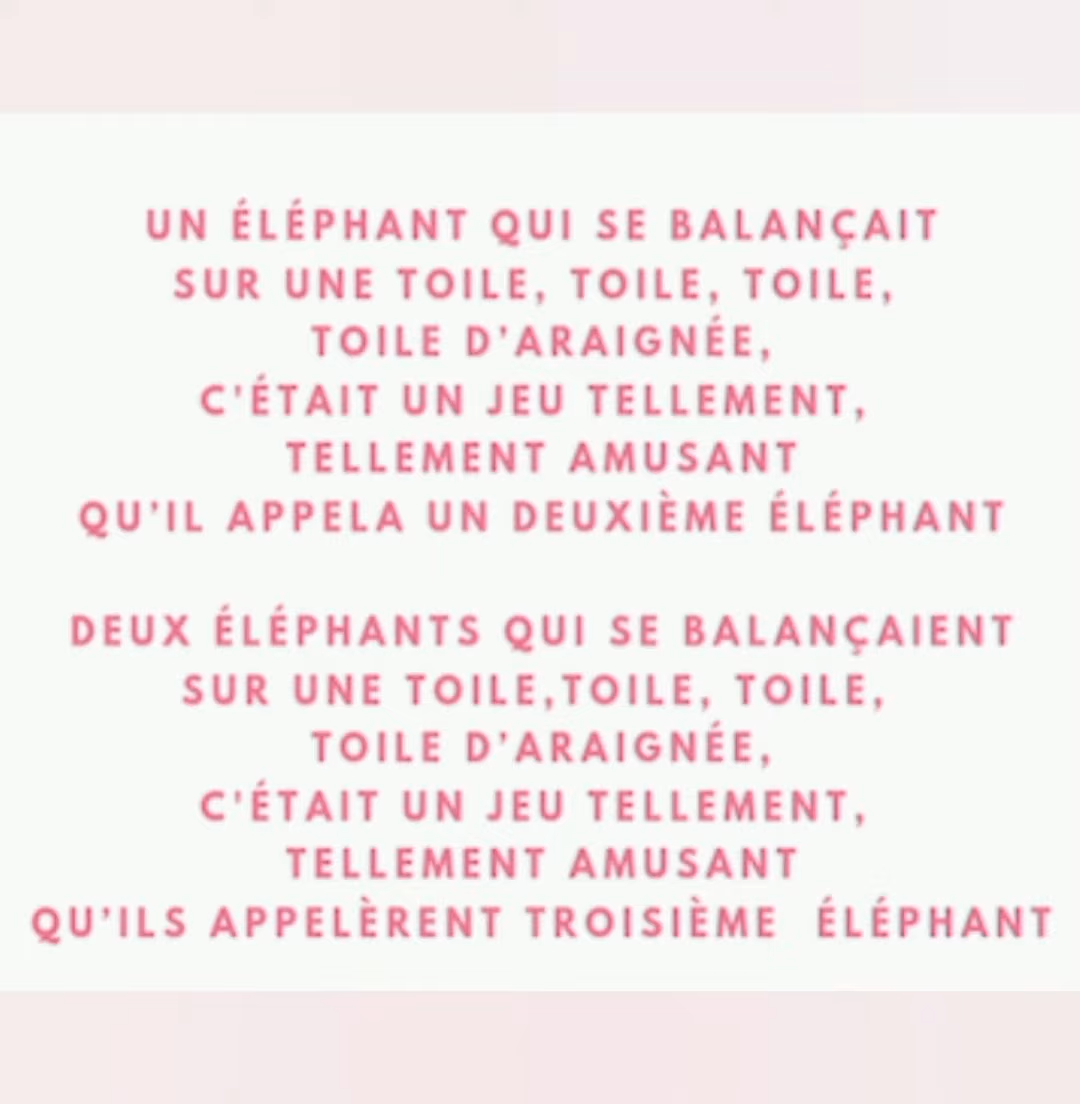 UN ÉLÉPHANT QUI SE BALANÇAIT
SUR UNE TOILE, TOILE, TOILE,
TOILE D'ARAIGNÉE,
C'ÉTAIT UN JEU TELLEMENT,
TELLEMENT AMUSANT
QU'IL APPELA UN DEUXIÈME ÉLÉPHANT
DEUX ÉLÉPHANTS QUI SE BALANÇAIENT
SUR UNE TOILE,TOILE, TOILE,
TOILE D'ARAIGNÉE,
C'ÉTAIT UN JEU TELLEMENT,
TELLEMENT AMUSANT
QU'ILS APPELÈRENT TROISIÈME ÉLÉPHANT